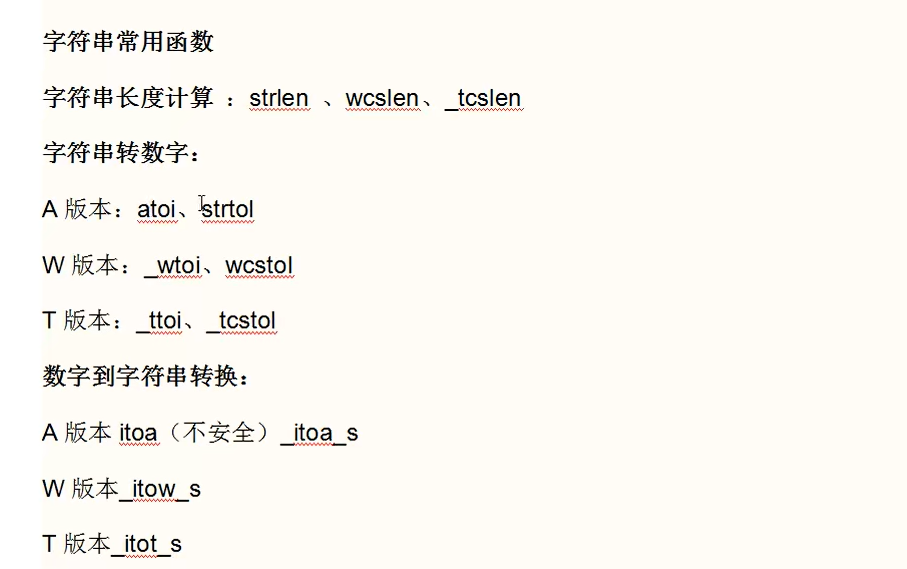 字符串常用函数
字符串长度计算 ：strlen 、wcslen、_tcslen
字符串转数字：
A 版本：atoi、strtol
W 版本：_wtoi、wcstol
T 版本：_ttoi、_tcstol
数字到字符串转换：
A 版本 itoa（不安全）_itoa_s
W 版本_itow_s
T 版本_itot_s